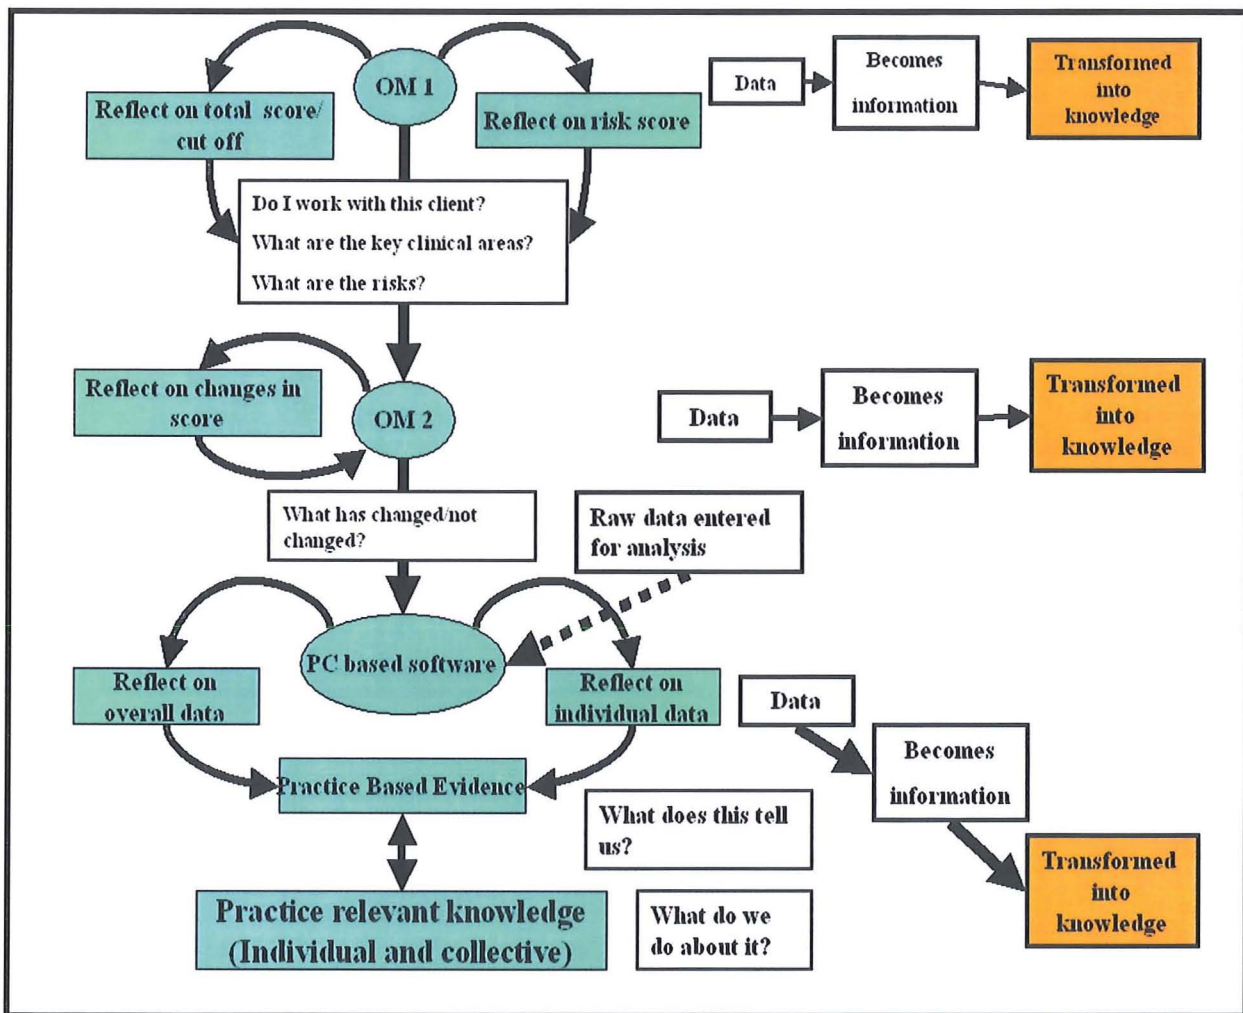 OM 1
Reflect on total score/
cut off
Reflect on risk score
Data
Becomes
information
Transformed
into
knowledge
Do I work with this client?
What are the key clinical areas?
What are the risks?
Reflect on changes in
score
OM 2
Data
Becomes
information
Transformed
into
knowledge
What has changed/not
changed?
Raw data entered
for analysis
PC based software
Reflect on
overall data
Reflect on
individual data
Data
Becomes
information
Transformed
into
knowledge
Practice Based Evidence
What does this tell
us?
Practice relevant knowledge
(Individual and collective)
What do we
do about it?